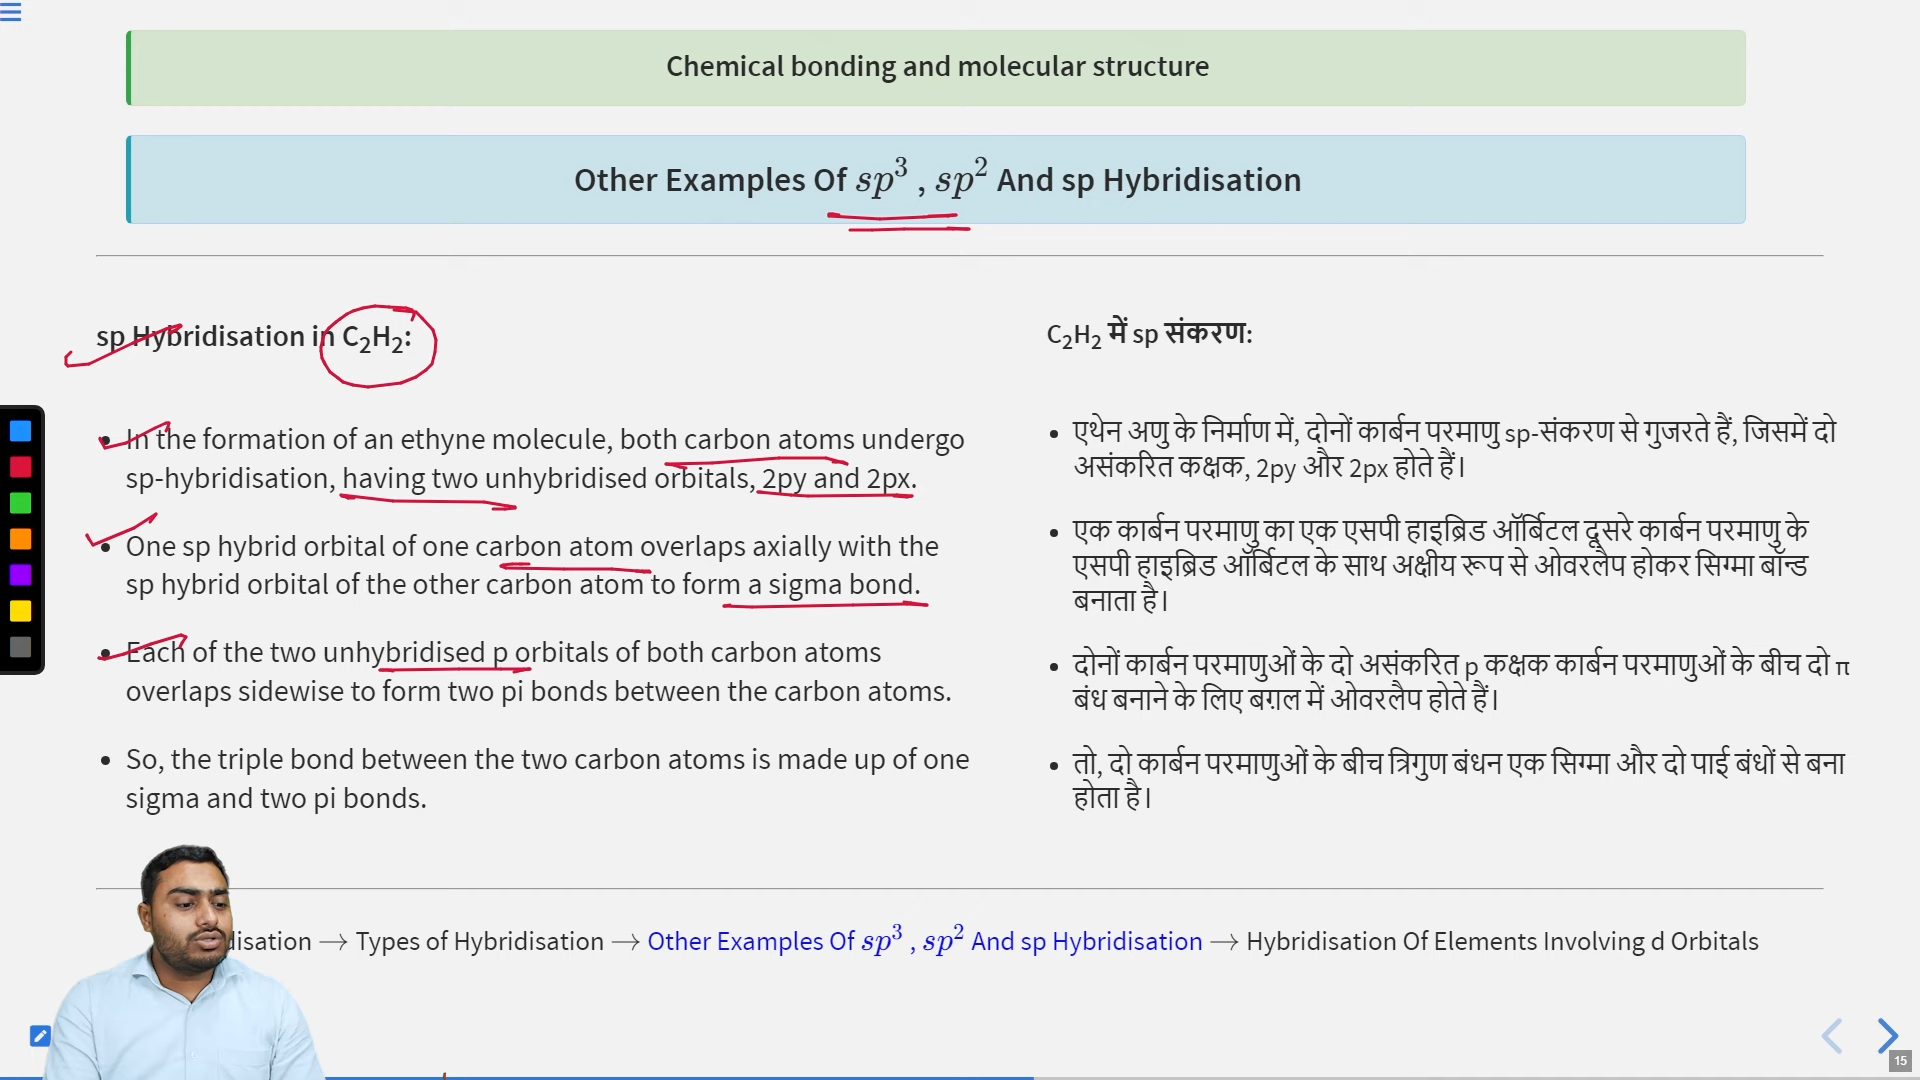 Chemical bonding and molecular structure
Other Examples Of sp³ , sp² And sp Hybridisation
sp Hybridisation in C₂H₂:
• In the formation of an ethyne molecule, both carbon atoms undergo
sp-hybridisation, having two unhybridised orbitals, 2py and 2px.
• One sp hybrid orbital of one carbon atom overlaps axially with the
sp hybrid orbital of the other carbon atom to form a sigma bond.
• Each of the two unhybridised p orbitals of both carbon atoms
overlaps sidewise to form two pi bonds between the carbon atoms.
• So, the triple bond between the two carbon atoms is made up of one
sigma and two pi bonds.
C₂H₂ में sp संकरण:
• एथेन अणु के निर्माण में, दोनों कार्बन परमाणु sp-संकरण से गुजरते हैं, जिसमें दो
असंकरित कक्षक, 2py और 2px होते हैं।
• एक कार्बन परमाणु का एक एसपी हाइब्रिड ऑर्बिटल दूसरे कार्बन परमाणु के
एसपी हाइब्रिड ऑर्बिटल के साथ अक्षीय रूप से ओवरलैप होकर सिग्मा बॉन्ड
बनाता है।
• दोनों कार्बन परमाणुओं के दो असंकरित p कक्षक कार्बन परमाणुओं के बीच दो π
बंध बनाने के लिए बग़ल में ओवरलैप होते हैं।
• तो, दो कार्बन परमाणुओं के बीच त्रिगुण बंधन एक सिग्मा और दो पाई बंधों से बना
होता है।
disation → Types of Hybridisation → Other Examples Of sp³ , sp² And sp Hybridisation → Hybridisation Of Elements Involving d Orbitals
15